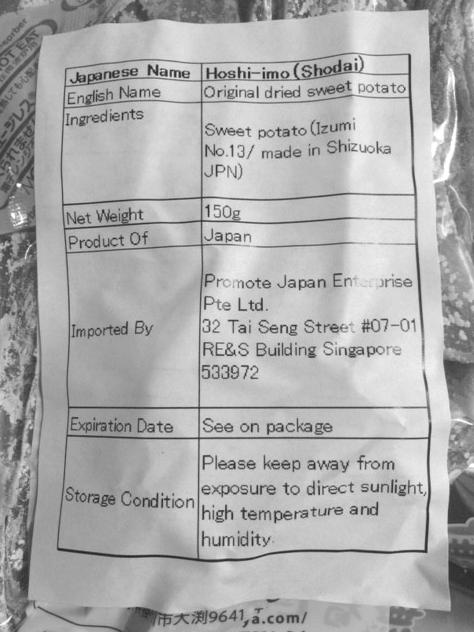 Japanese Name Hoshi-imo(Shodai)
English Name Original dried sweet potato
Ingredients
Sweet potato(Izumi
No.13/ made in Shizuoka
JPN)
Net Weight 150g
Product Of Japan
Imported By
Promote Japan Enterprise
Pte Ltd.
32 Tai Seng Street #07-01
RE&S Building Singapore
533972
Expiration Date See on package
Storage Condition
Please keep away from
exposure to direct sunlight,
high temperature and
humidity.
市大渕9641
a.com/